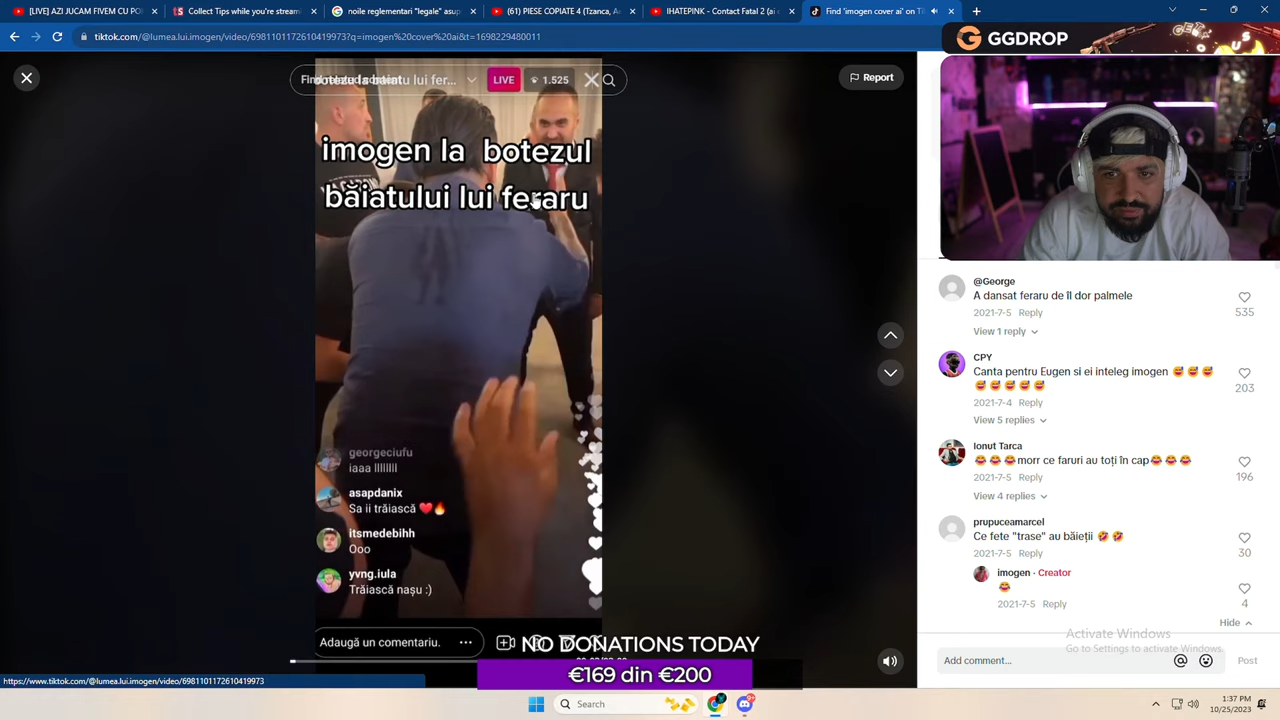 [LIVE] AZI JUCAM FIVEM CU PO
Collect Tips while you're stream
noile reglementari "legale" asup
(61) PIESE COPIATE 4 (Tzanca, A
IHATEPINK - Contact Fatal 2 (ai c
Find 'imogen cover ai' on Ti
tiktok.com/@lumea.lui.imogen/video/6981101172610419973?q=imogen%20cover%20ai&t=1698229480011
GGDROP
botezu la baiatu lui fer...
LIVE
1.525
Report
imogen la botezul
băiatului lui feraru
georgeciufu
iaaa lllllllll
asapdanix
Sa ii trăiască ❤️🔥
itsmedebihh
Ooo
yvng.iula
Trăiască nașu :)
Adaugă un comentariu.
NO DONATIONS TODAY
€169 din €200
https://www.tiktok.com/@lumea.lui.imogen/video/6981101172610419973
@George
A dansat feraru de îl dor palmele
535
2021-7-5 Reply
View 1 reply
CPY
Canta pentru Eugen si ei inteleg imogen 😅😅😅
😅😅😅😅😅
203
2021-7-4 Reply
View 5 replies
Ionut Tarca
😂😂😂morr ce faruri au toți în cap😂😂😂
196
2021-7-5 Reply
View 4 replies
prupuceamarcel
Ce fete "trase" au băieții 🤣🤣
30
2021-7-5 Reply
imogen · Creator
😂
4
2021-7-5 Reply
Hide
Activate Windows
Go to Settings to activate Windows.
Add comment...
Post
Search
1:37 PM
10/25/2023